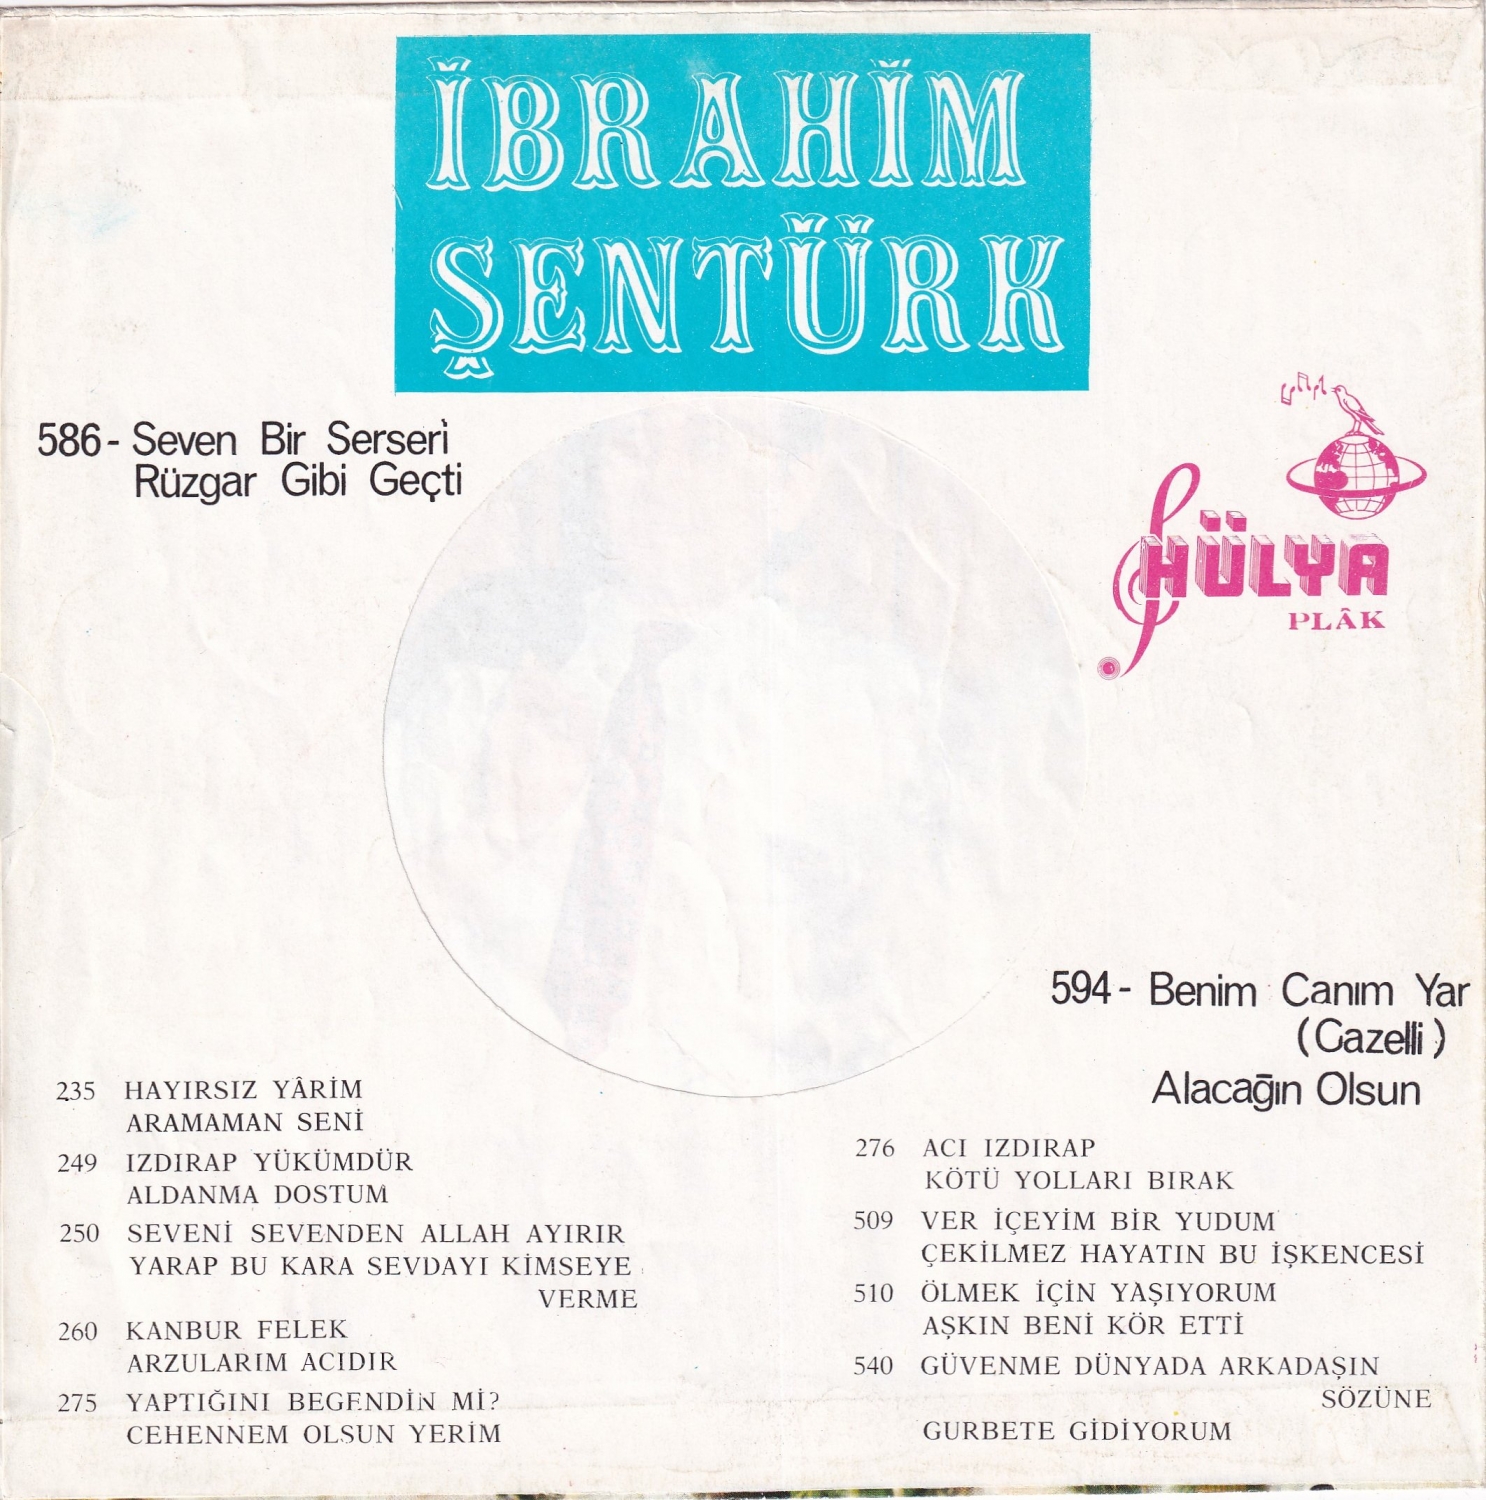 İBRAHİM
ŞENTÜRK
586 - Seven Bir Serseri
Rüzgar Gibi Geçti
HÜLYA
PLÂK
594 - Benim Canım Yar
(Gazelli)
Alacağın Olsun
235 HAYIRSIZ YÂRİM
ARAMAMAN SENİ
249 IZDIRAP YÜKÜMDÜR
ALDANMA DOSTUM
250 SEVENİ SEVENDEN ALLAH AYIRIR
YARAP BU KARA SEVDAYI KİMSEYE
VERME
260 KANBUR FELEK
ARZULARIM ACIDIR
275 YAPTIĞINI BEGENDİN Mİ?
CEHENNEM OLSUN YERİM
276 ACI IZDIRAP
KÖTÜ YOLLARI BIRAK
509 VER İÇEYİM BİR YUDUM
ÇEKİLMEZ HAYATIN BU İŞKENCESİ
510 ÖLMEK İÇİN YAŞIYORUM
AŞKIN BENİ KÖR ETTİ
540 GÜVENME DÜNYADA ARKADAŞIN
SÖZÜNE
GURBETE GİDİYORUM